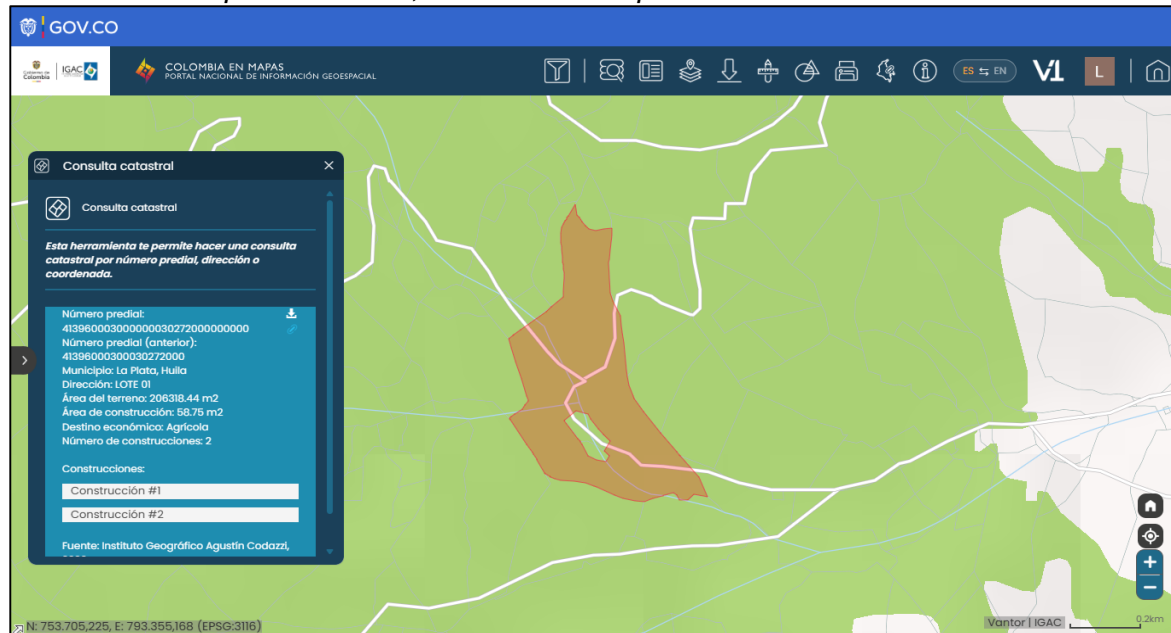 GOV.CO
Gobierno de
Colombia
IGAC
COLOMBIA EN MAPAS
PORTAL NACIONAL DE INFORMACIÓN GEOESPACIAL
ES ⇆ EN
V1
L
Consulta catastral
Consulta catastral
Esta herramienta te permite hacer una consulta
catastral por número predial, dirección o
coordenada.
Número predial:
413960003000000030272000000000
Número predial (anterior):
41396000300030272000
Municipio: La Plata, Huila
Dirección: LOTE 01
Área del terreno: 206318.44 m2
Área de construcción: 58.75 m2
Destino económico: Agrícola
Número de construcciones: 2
Construcciones:
Construcción #1
Construcción #2
Fuente: Instituto Geográfico Agustín Codazzi,
N: 753.705,225, E: 793.355,168 (EPSG:3116)
Vantor | IGAC
0.2km